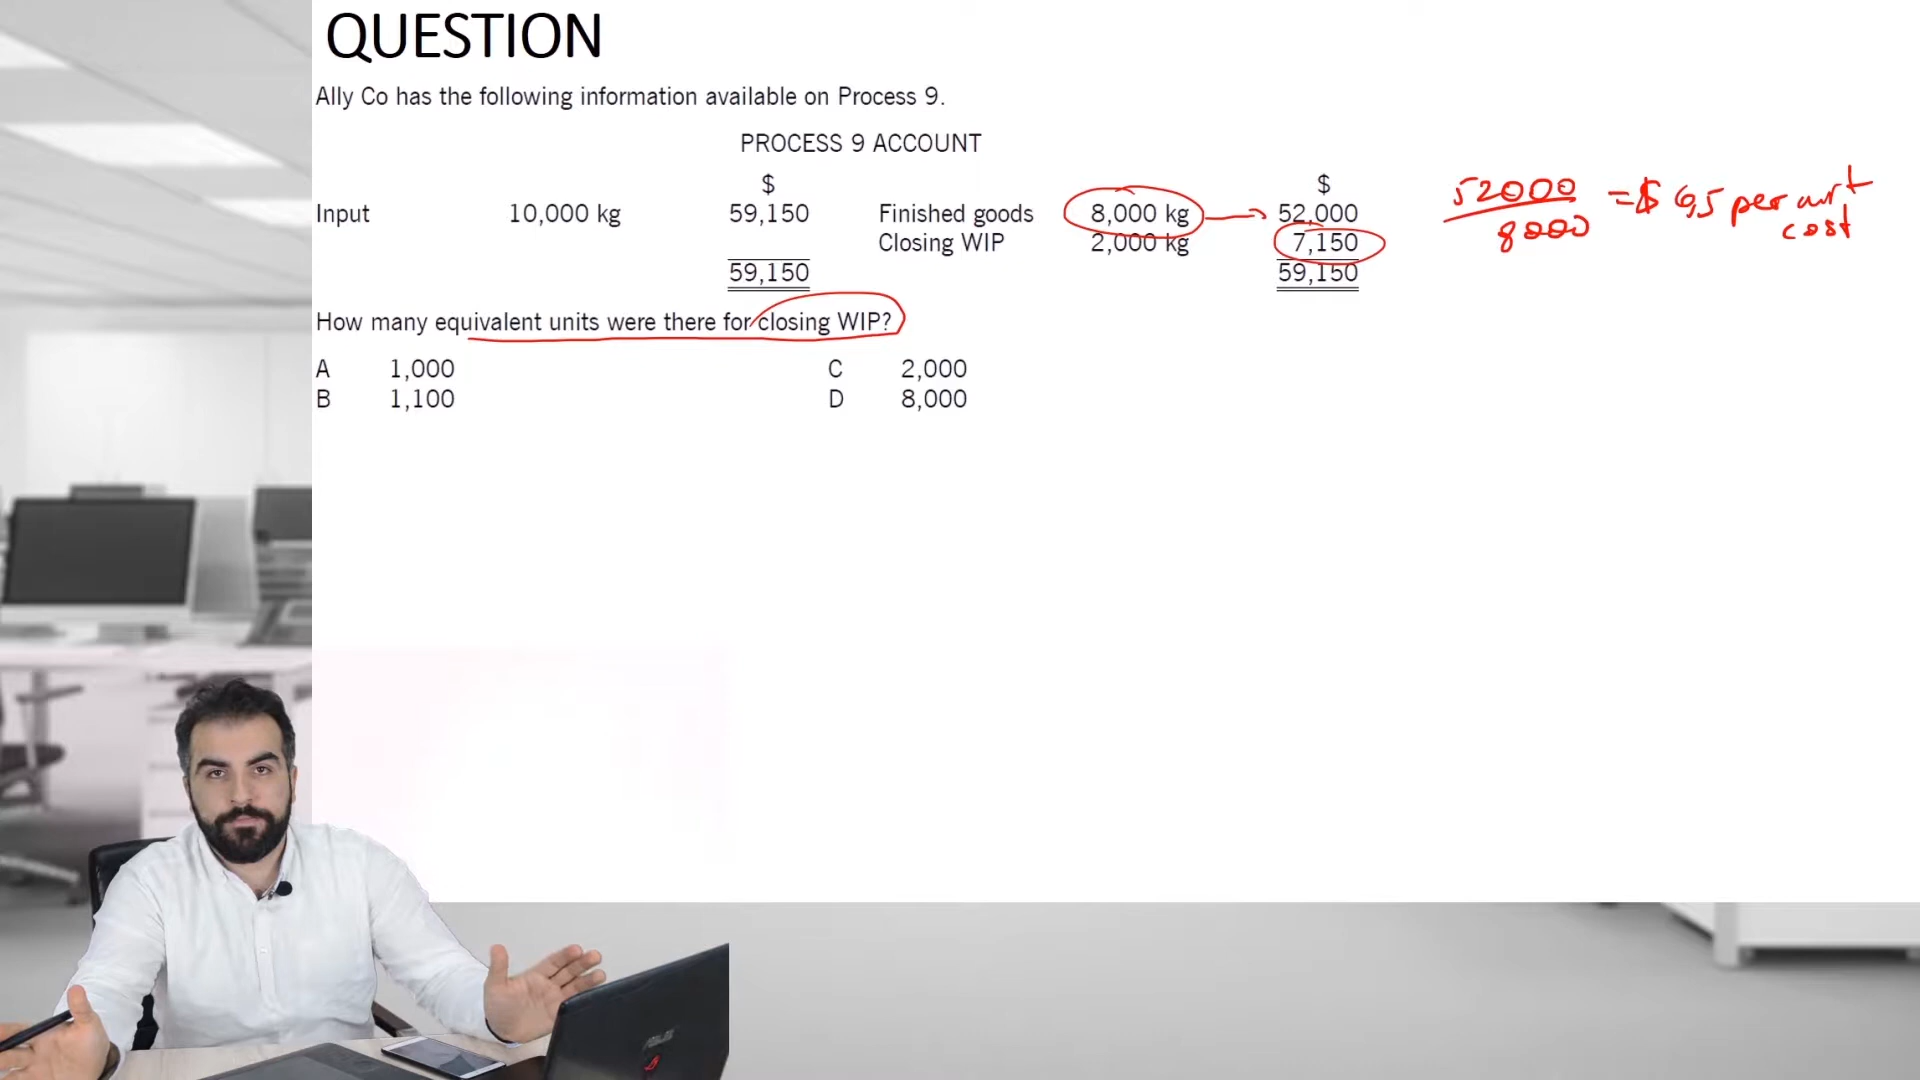 QUESTION
Ally Co has the following information available on Process 9.
PROCESS 9 ACCOUNT
$ $
Input 10,000 kg 59,150 Finished goods 8,000 kg 52,000
Closing WIP 2,000 kg 7,150
59,150 59,150
52000
8000
= $ 6,5 per unit
cost
How many equivalent units were there for closing WIP?
A 1,000 C 2,000
B 1,100 D 8,000